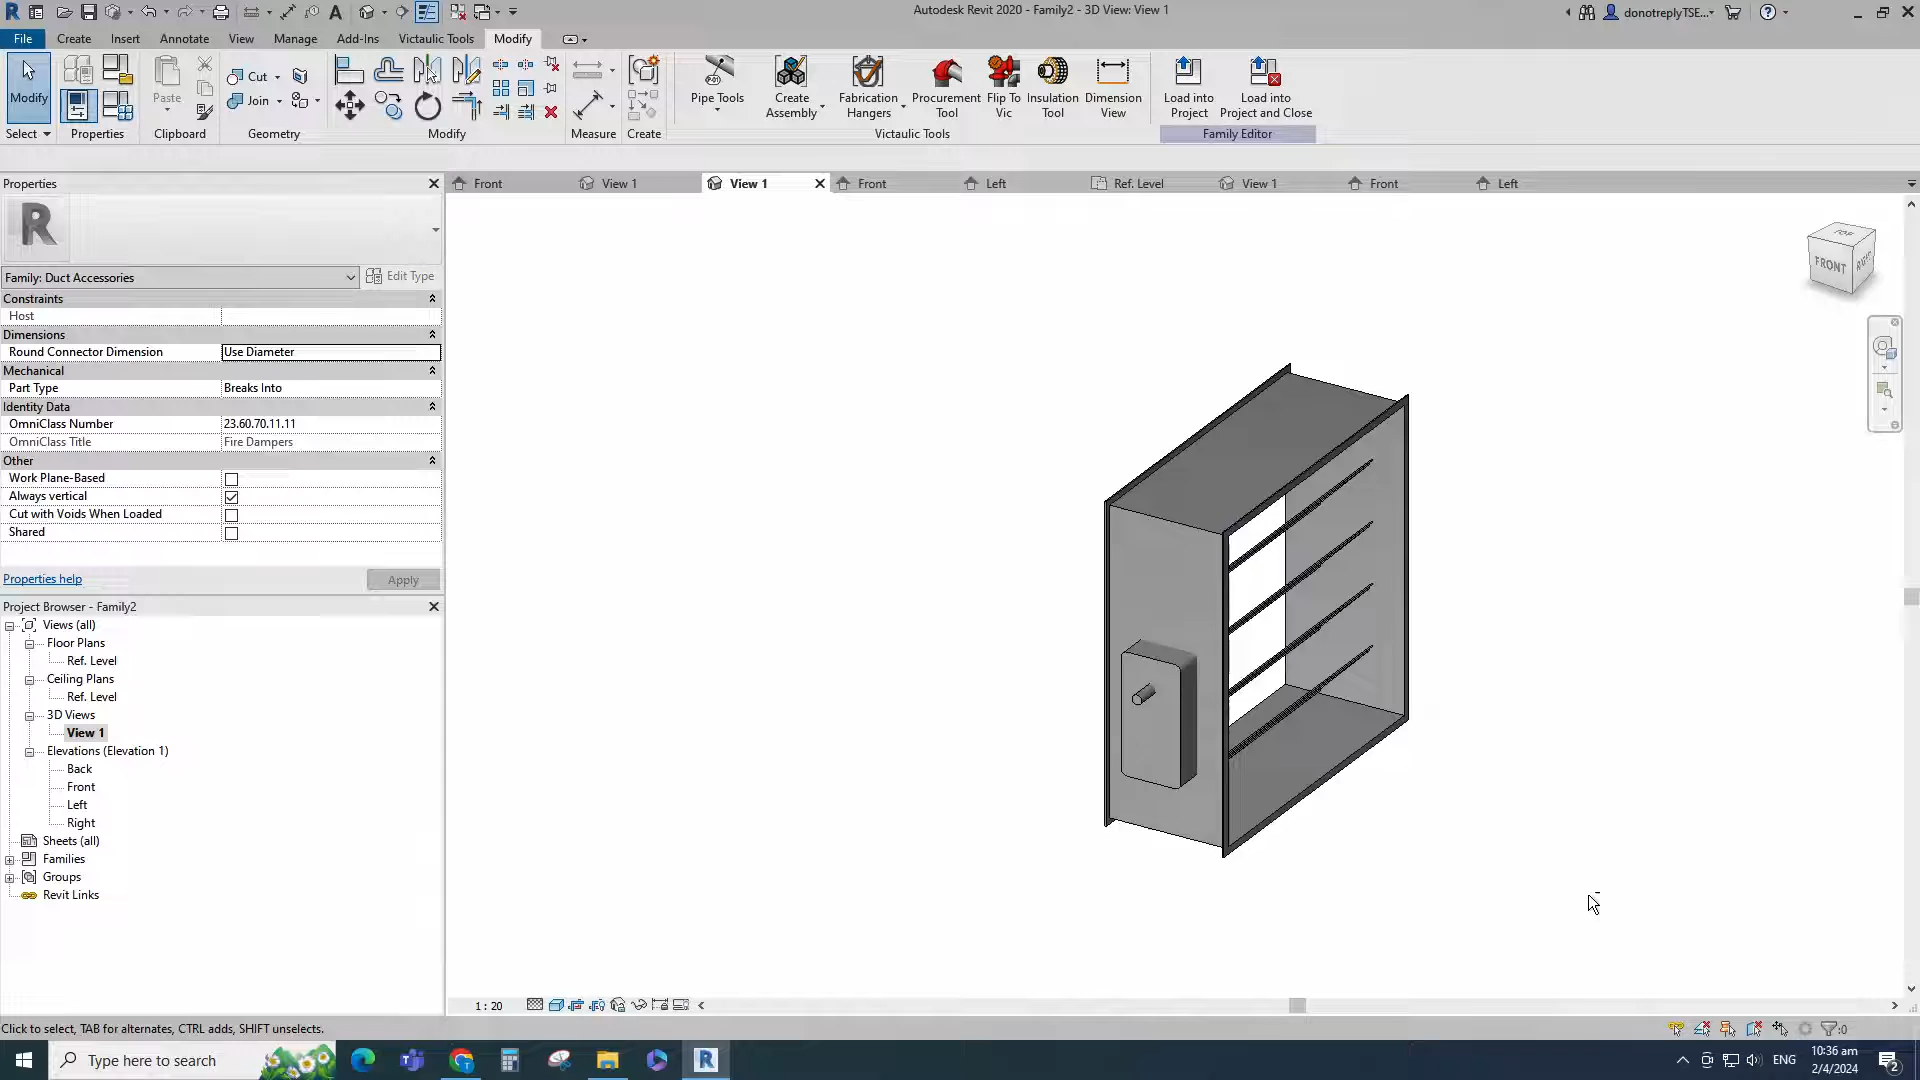 Autodesk Revit 2020 - Family2 - 3D View: View 1
donotreplyTSE...
File
Create
Insert
Annotate
View
Manage
Add-Ins
Victaulic Tools
Modify
Modify
Select
Properties
Paste
Clipboard
Cut
Join
Geometry
Modify
Measure
Create
Pipe Tools
Create
Assembly
Fabrication
Hangers
Procurement
Tool
Flip To
Vic
Insulation
Tool
Dimension
View
Victaulic Tools
Load into
Project
Load into
Project and Close
Family Editor
Properties
Front
View 1
View 1
Front
Left
Ref. Level
View 1
Front
Left
Family: Duct Accessories
Edit Type
Constraints
Host
Dimensions
Round Connector Dimension
Use Diameter
Mechanical
Part Type
Breaks Into
Identity Data
OmniClass Number
23.60.70.11.11
OmniClass Title
Fire Dampers
Other
Work Plane-Based
Always vertical
Cut with Voids When Loaded
Shared
Properties help
Apply
Project Browser - Family2
Views (all)
Floor Plans
Ref. Level
Ceiling Plans
Ref. Level
3D Views
View 1
Elevations (Elevation 1)
Back
Front
Left
Right
Sheets (all)
Families
Groups
Revit Links
TOP
FRONT
RIGHT
1 : 20
Click to select, TAB for alternates, CTRL adds, SHIFT unselects.
:0
Type here to search
ENG
10:36 am
2/4/2024
2